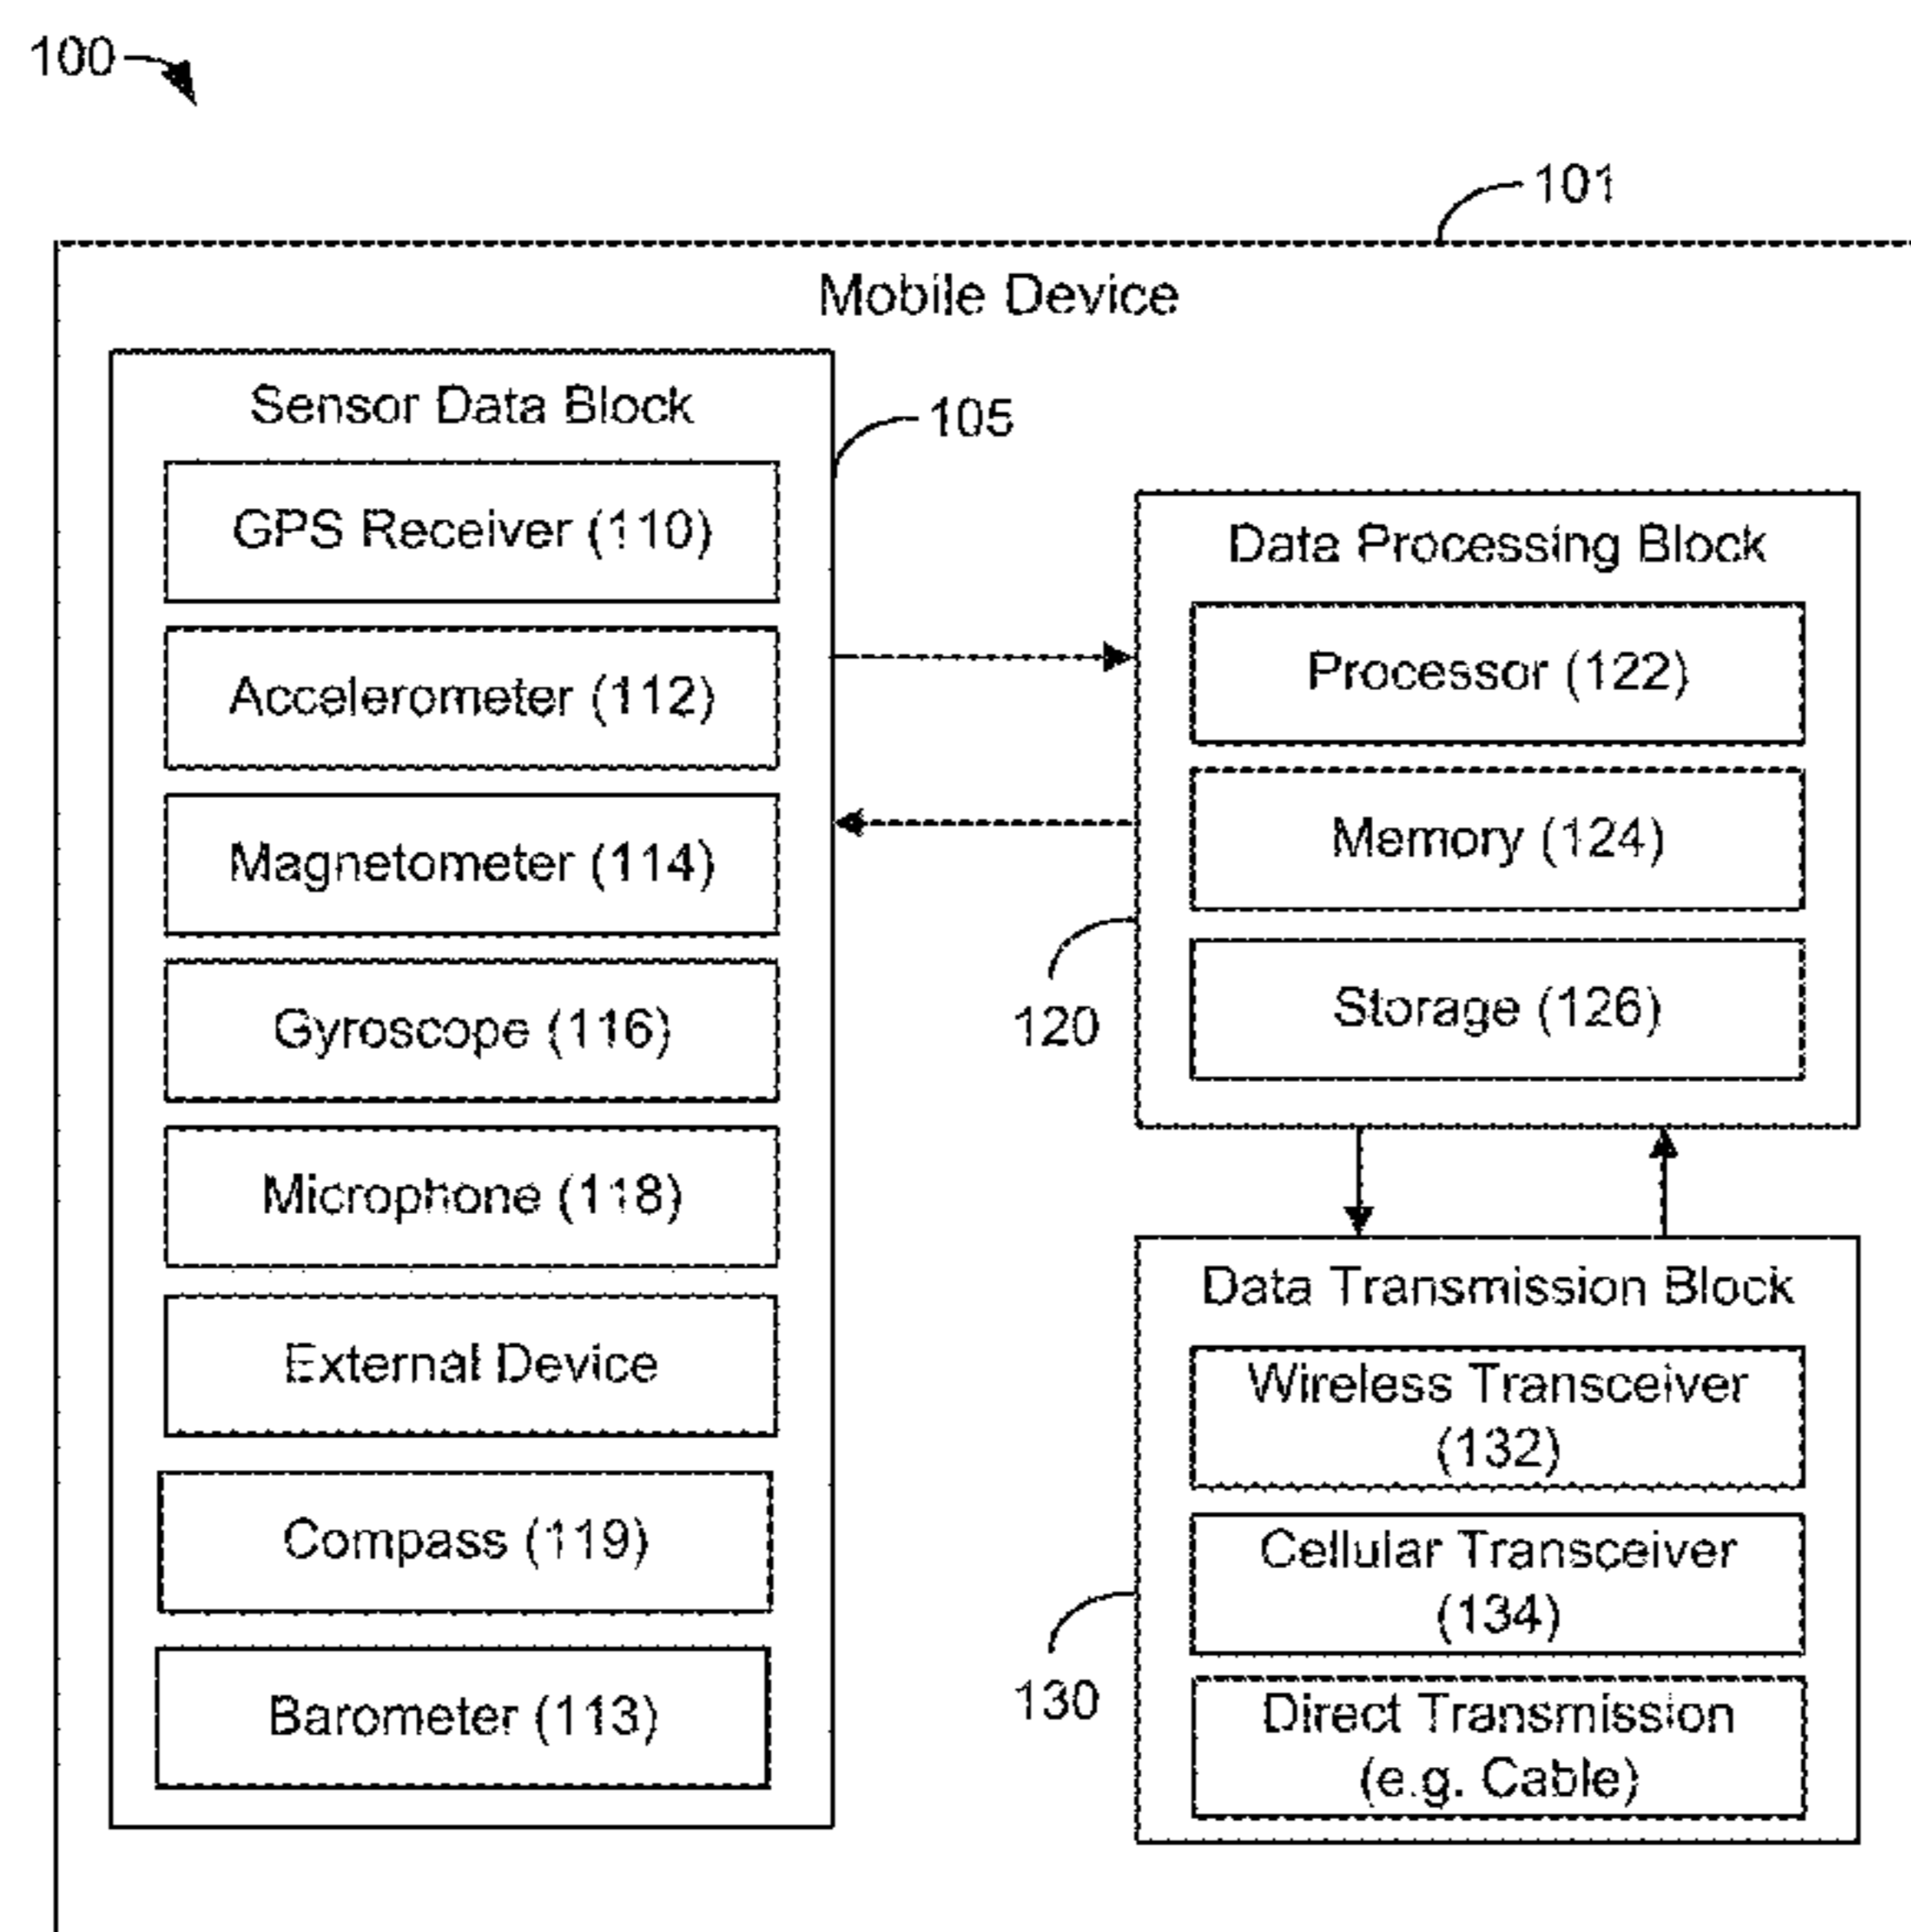 100
101
Mobile Device
Sensor Data Block
105
GPS Receiver (110)
Accelerometer (112)
Magnetometer (114)
Gyroscope (116)
Microphone (118)
External Device
Compass (119)
Barometer (113)
Data Processing Block
Processor (122)
Memory (124)
Storage (126)
120
Data Transmission Block
Wireless Transceiver
(132)
Cellular Transceiver
(134)
Direct Transmission
(e.g. Cable)
130